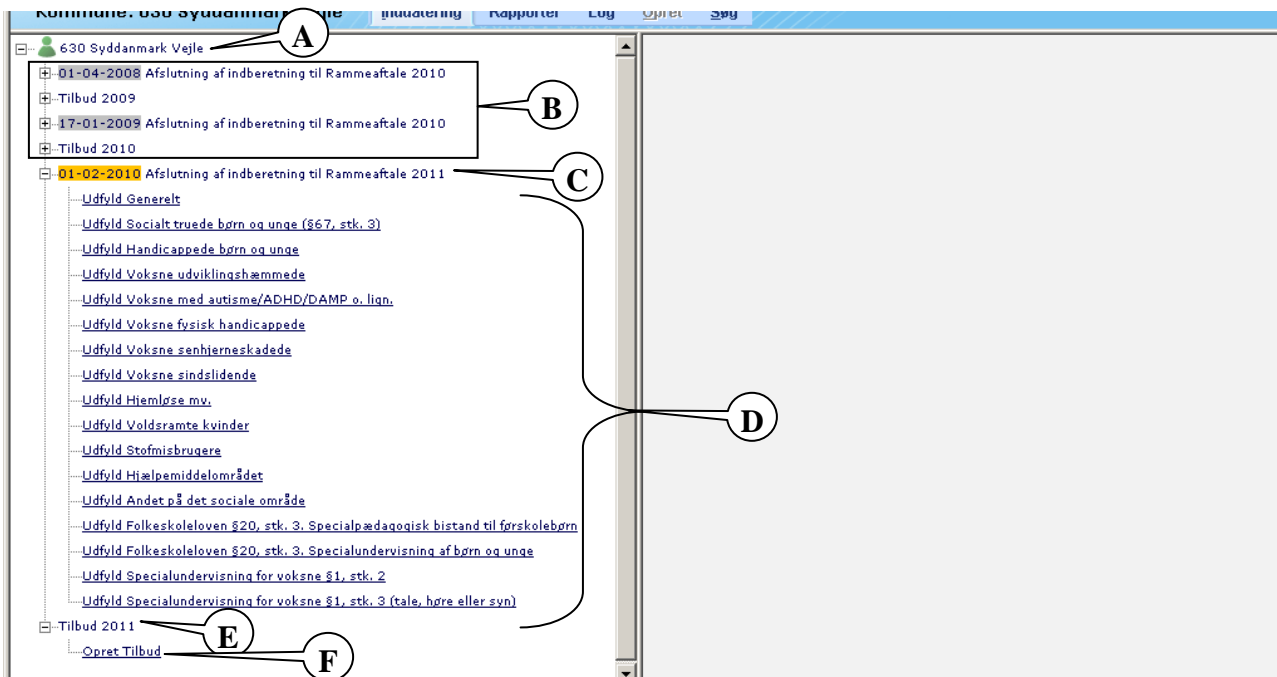 Kommune: 630 Syddanmark Vejle Inddatering Rapporter Log Opret Søg
630 Syddanmark Vejle
A
01-04-2008 Afslutning af indberetning til Rammeaftale 2010
Tilbud 2009
B
17-01-2009 Afslutning af indberetning til Rammeaftale 2010
Tilbud 2010
01-02-2010 Afslutning af indberetning til Rammeaftale 2011
C
Udfyld Generelt
Udfyld Socialt truede børn og unge (§67, stk. 3)
Udfyld Handicappede børn og unge
Udfyld Voksne udviklingshæmmede
Udfyld Voksne med autisme/ADHD/DAMP o. lign.
Udfyld Voksne fysisk handicappede
Udfyld Voksne senhjerneskadede
Udfyld Voksne sindslidende
Udfyld Hjemløse mv.
D
Udfyld Voldsramte kvinder
Udfyld Stofmisbrugere
Udfyld Hjælpemiddelområdet
Udfyld Andet på det sociale område
Udfyld Folkeskoleloven §20, stk. 3. Specialpædagogisk bistand til førskolebørn
Udfyld Folkeskoleloven §20, stk. 3. Specialundervisning af børn og unge
Udfyld Specialundervisning for voksne §1, stk. 2
Udfyld Specialundervisning for voksne §1, stk. 3 (tale, høre eller syn)
Tilbud 2011
E
Opret Tilbud
F